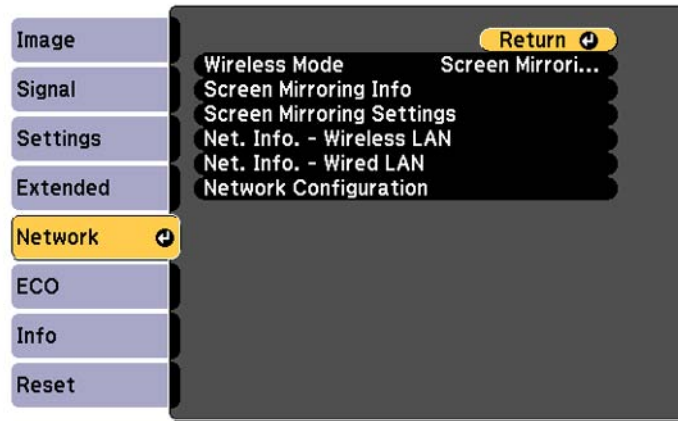 Image
Signal
Settings
Extended
Network
ECO
Info
Reset
Return
Wireless Mode Screen Mirrori...
Screen Mirroring Info
Screen Mirroring Settings
Net. Info. - Wireless LAN
Net. Info. - Wired LAN
Network Configuration